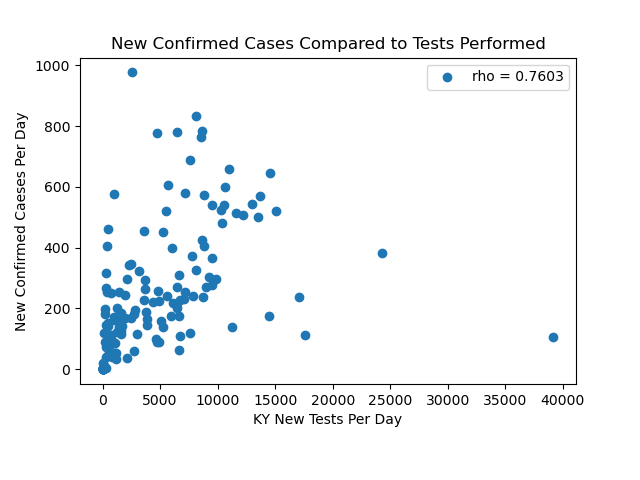 New Confirmed Cases Compared to Tests Performed
rho = 0.7603
New Confirmed Caeses Per Day
1000
800
600
400
200
0
0 5000 10000 15000 20000 25000 30000 35000 40000
KY New Tests Per Day